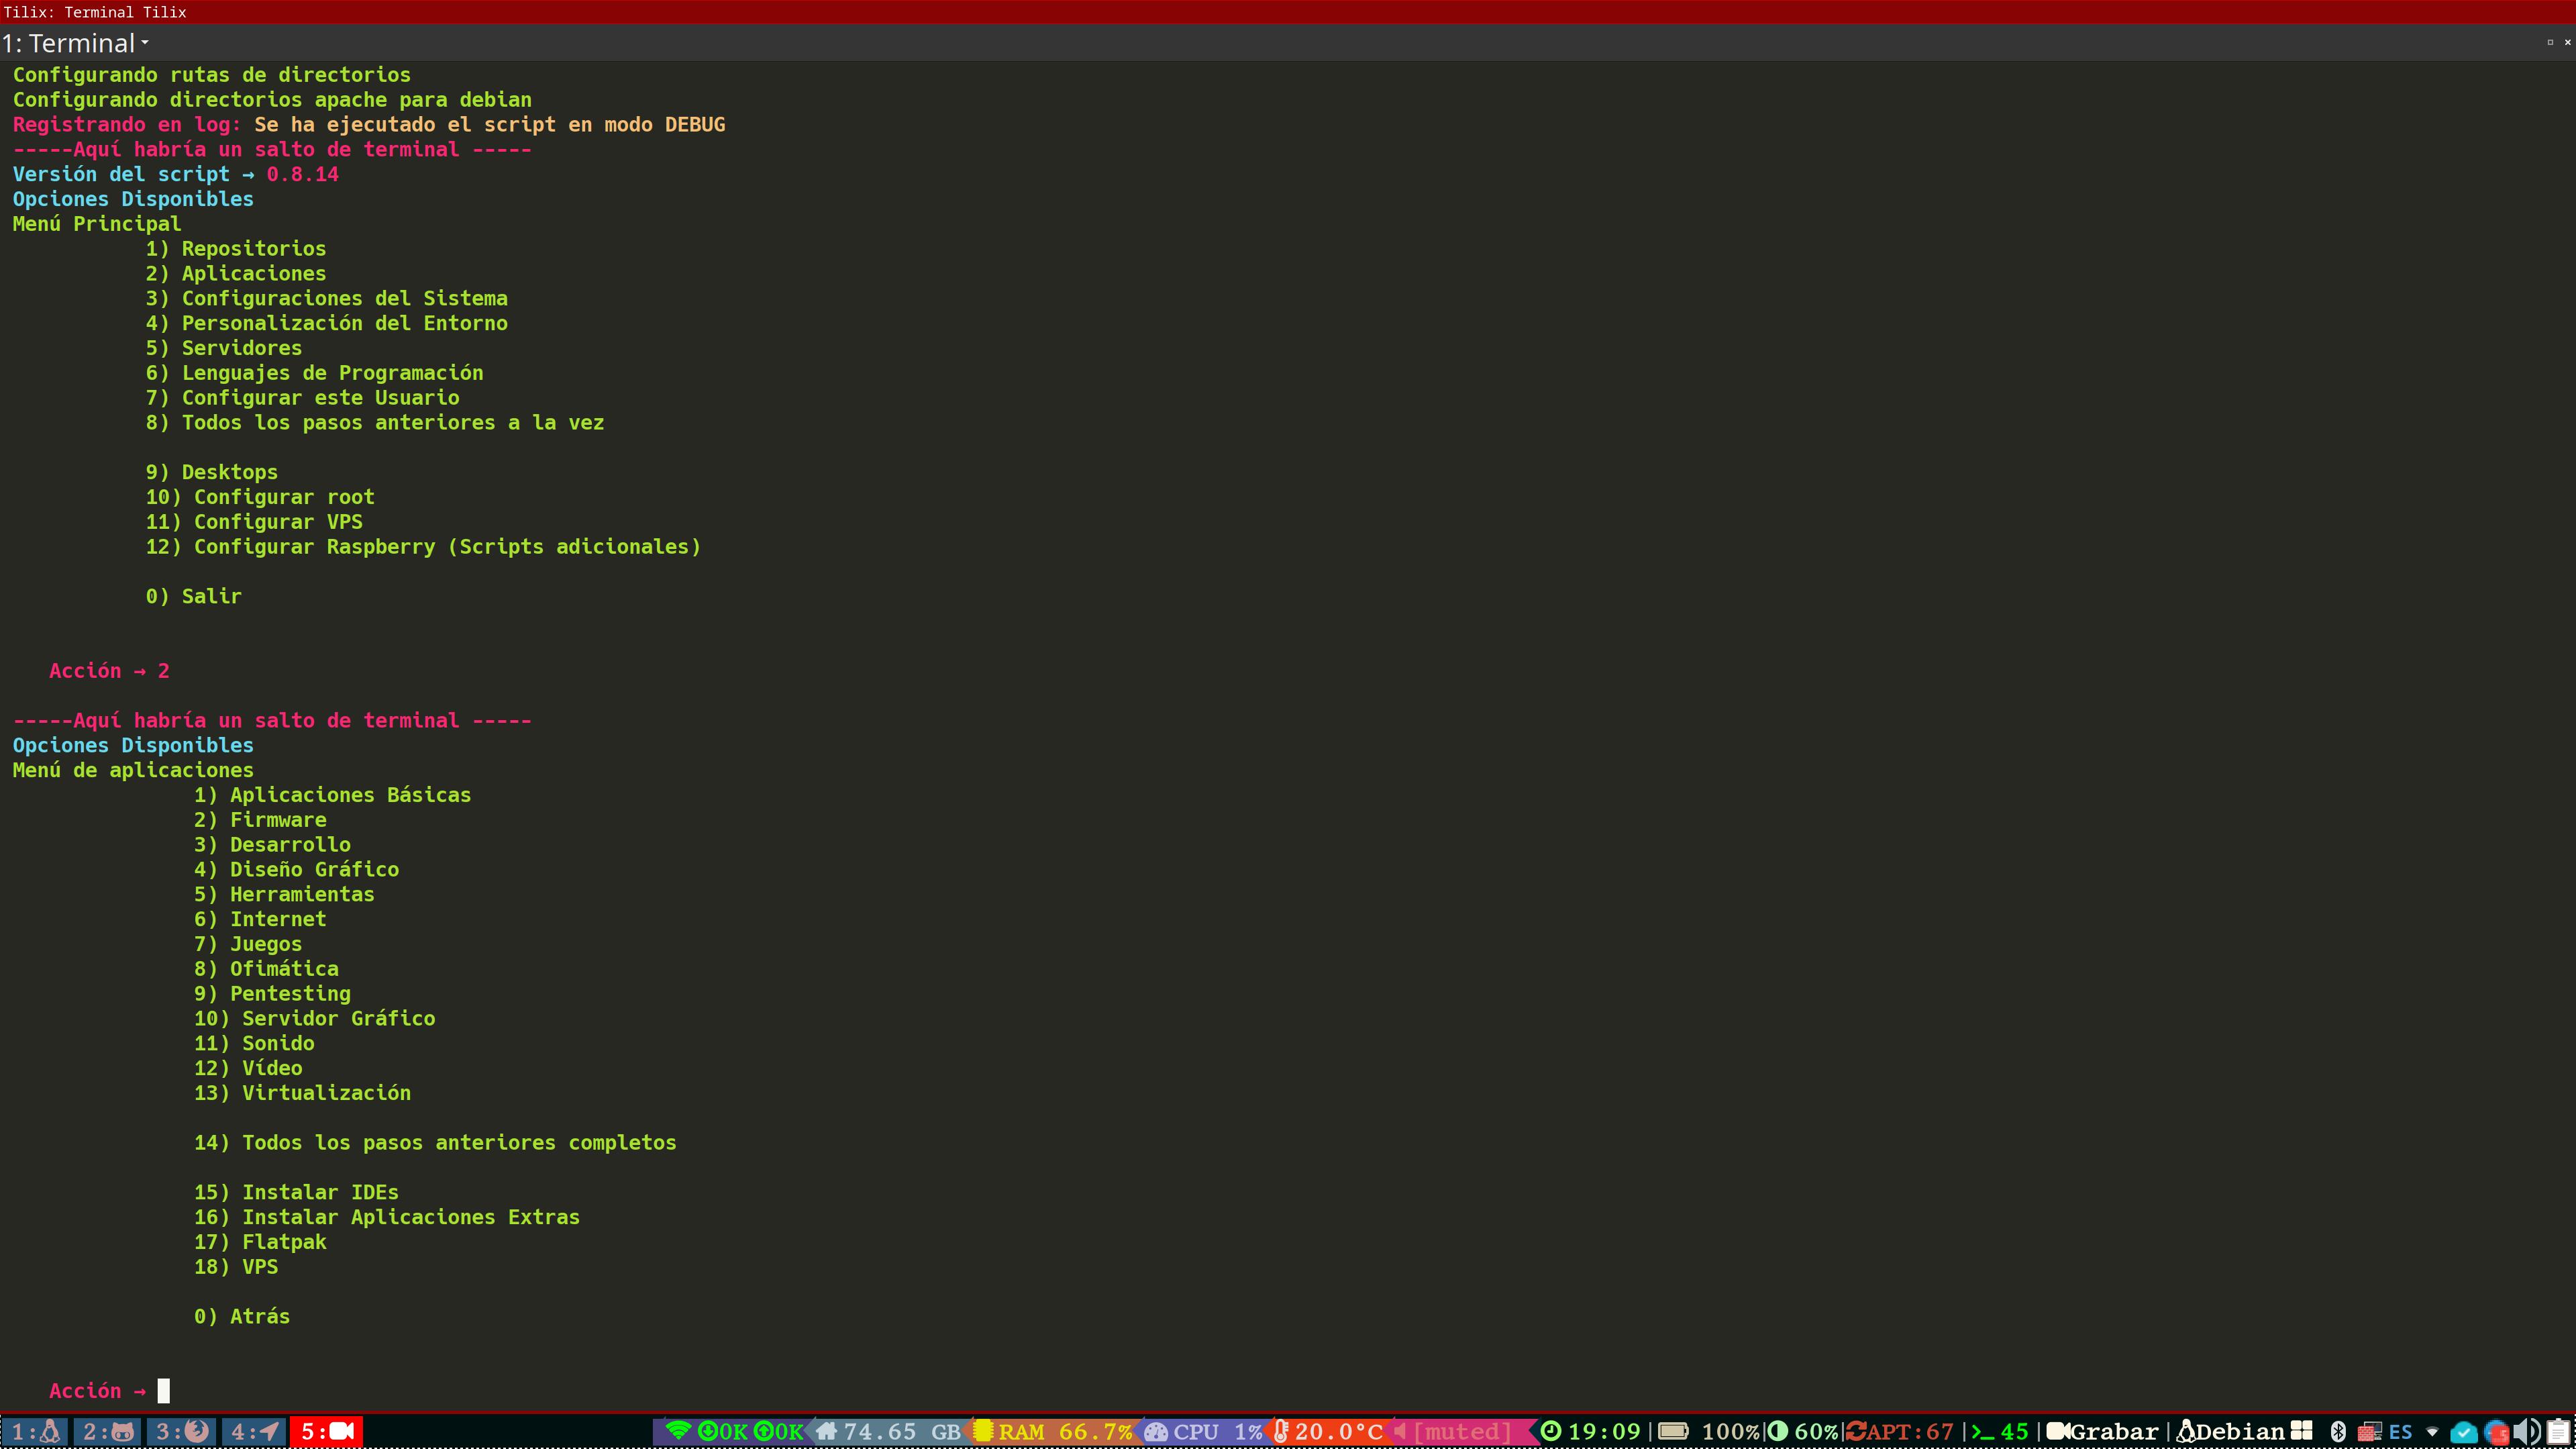 Tilix: Terminal Tilix
1: Terminal
Configurando rutas de directorios
Configurando directorios apache para debian
Registrando en log: Se ha ejecutado el script en modo DEBUG
-----Aquí habría un salto de terminal -----
Versión del script → 0.8.14
Opciones Disponibles
Menú Principal
1) Repositorios
2) Aplicaciones
3) Configuraciones del Sistema
4) Personalización del Entorno
5) Servidores
6) Lenguajes de Programación
7) Configurar este Usuario
8) Todos los pasos anteriores a la vez
9) Desktops
10) Configurar root
11) Configurar VPS
12) Configurar Raspberry (Scripts adicionales)
0) Salir
Acción → 2
-----Aquí habría un salto de terminal -----
Opciones Disponibles
Menú de aplicaciones
1) Aplicaciones Básicas
2) Firmware
3) Desarrollo
4) Diseño Gráfico
5) Herramientas
6) Internet
7) Juegos
8) Ofimática
9) Pentesting
10) Servidor Gráfico
11) Sonido
12) Vídeo
13) Virtualización
14) Todos los pasos anteriores completos
15) Instalar IDEs
16) Instalar Aplicaciones Extras
17) Flatpak
18) VPS
0) Atrás
Acción →
1: 2: 3: 4: 5: 0K 0K 74.65 GB RAM 66.7% CPU 1% 20.0°C [muted] 19:09 | 100%| 60%| APT:67 | 45 | Grabar | Debian ES